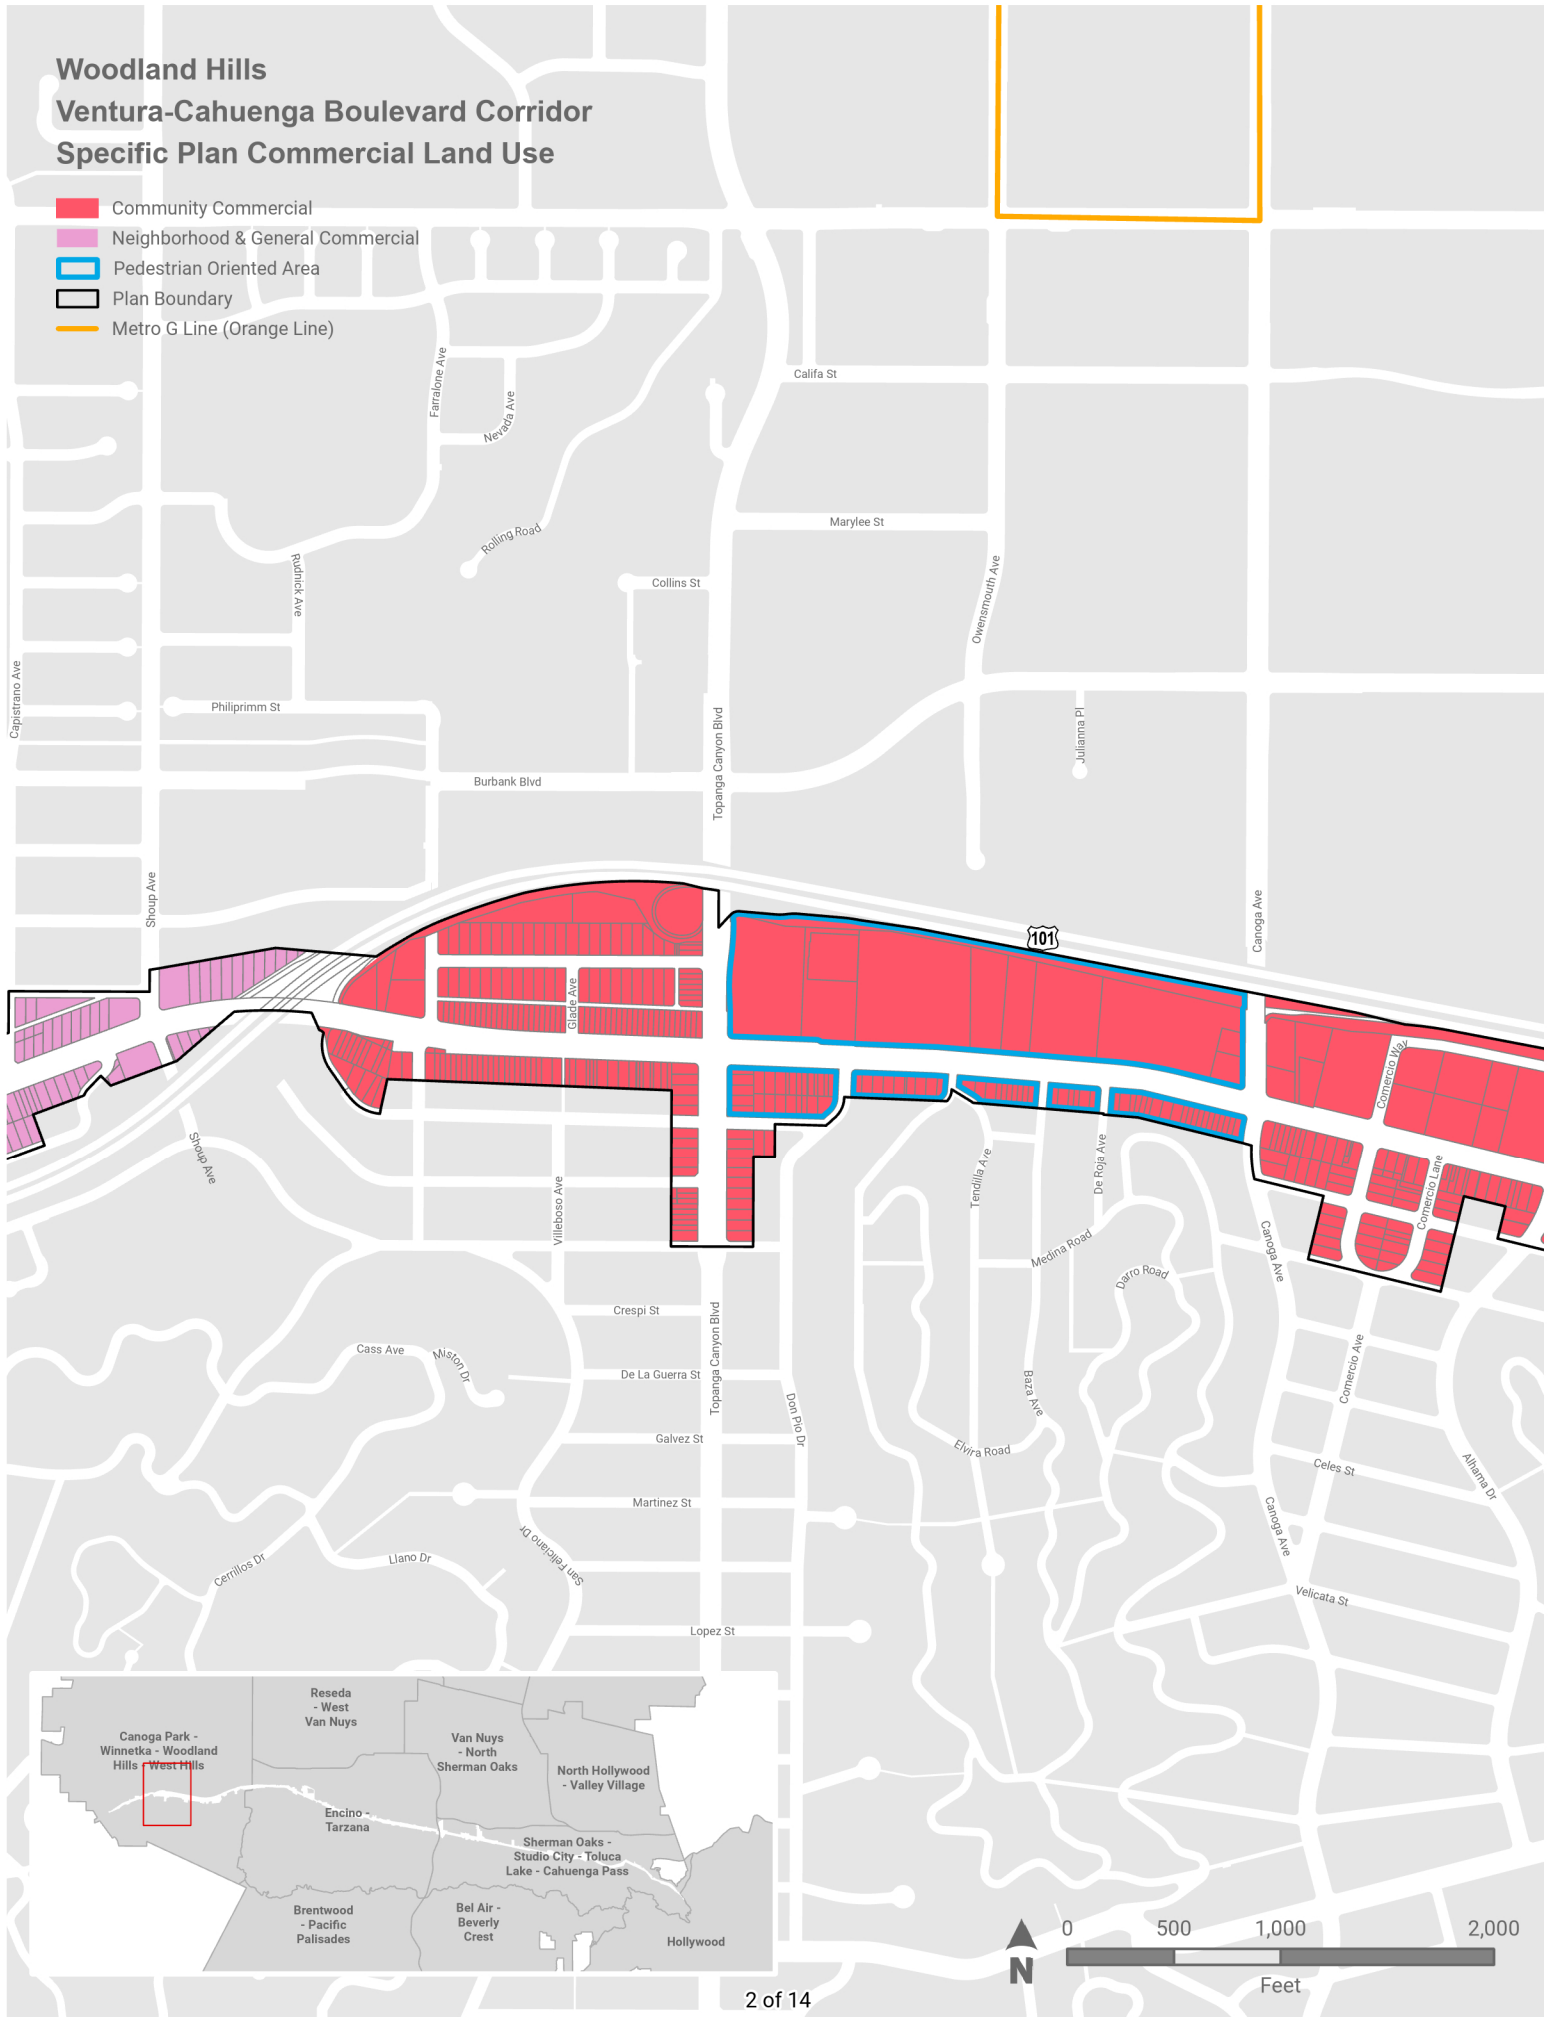 Woodland Hills
Ventura-Cahuenga Boulevard Corridor
Specific Plan Commercial Land Use
Community Commercial
Neighborhood & General Commercial
Pedestrian Oriented Area
Plan Boundary
Metro G Line (Orange Line)
Farralone Ave
Nevada Ave
Califa St
Rolling Road
Marylee St
Rudnick Ave
Collins St
Owensmouth Ave
Capistrano Ave
Philiprimm St
Topanga Canyon Blvd
Julianna Pl
Burbank Blvd
Shoup Ave
Canoga Ave
101
Glade Ave
Comercio Way
Shoup Ave
Villeboso Ave
Tendilla Ave
De Roja Ave
Comercio Lane
Medina Road
Canoga Ave
Darro Road
Crespi St
Cass Ave
Miston Dr
De La Guerra St
Topanga Canyon Blvd
Don Pio Dr
Baza Ave
Comercio Ave
Galvez St
Elvira Road
Celes St
Alhama Dr
Martinez St
Canoga Ave
San Feliciano Dr
Cerrillos Dr
Llano Dr
Velicata St
Lopez St
Canoga Park -
Winnetka - Woodland
Hills - West Hills
Reseda
- West
Van Nuys
Van Nuys
- North
Sherman Oaks
North Hollywood
- Valley Village
Encino -
Tarzana
Sherman Oaks -
Studio City - Toluca
Lake - Cahuenga Pass
Brentwood
- Pacific
Palisades
Bel Air -
Beverly
Crest
Hollywood
N
0 500 1,000 2,000
Feet
2 of 14